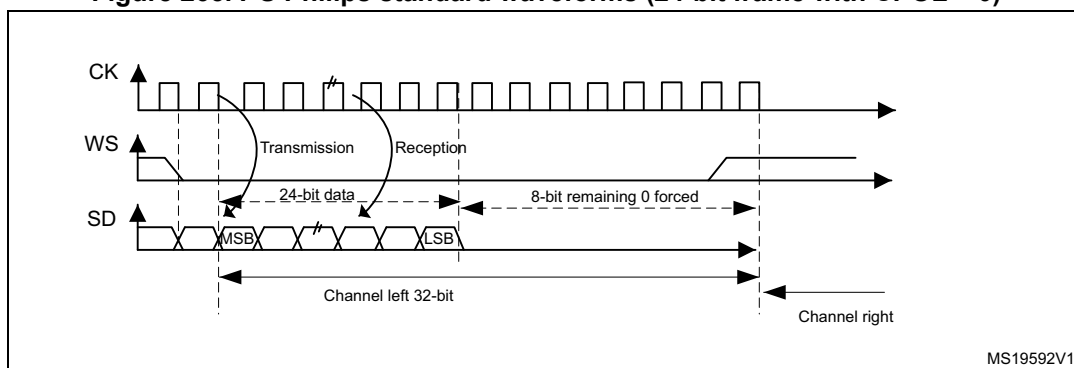 CK
WS
Transmission
Reception
24-bit data
8-bit remaining 0 forced
SD
MSB
LSB
Channel left 32-bit
Channel right
MS19592V1